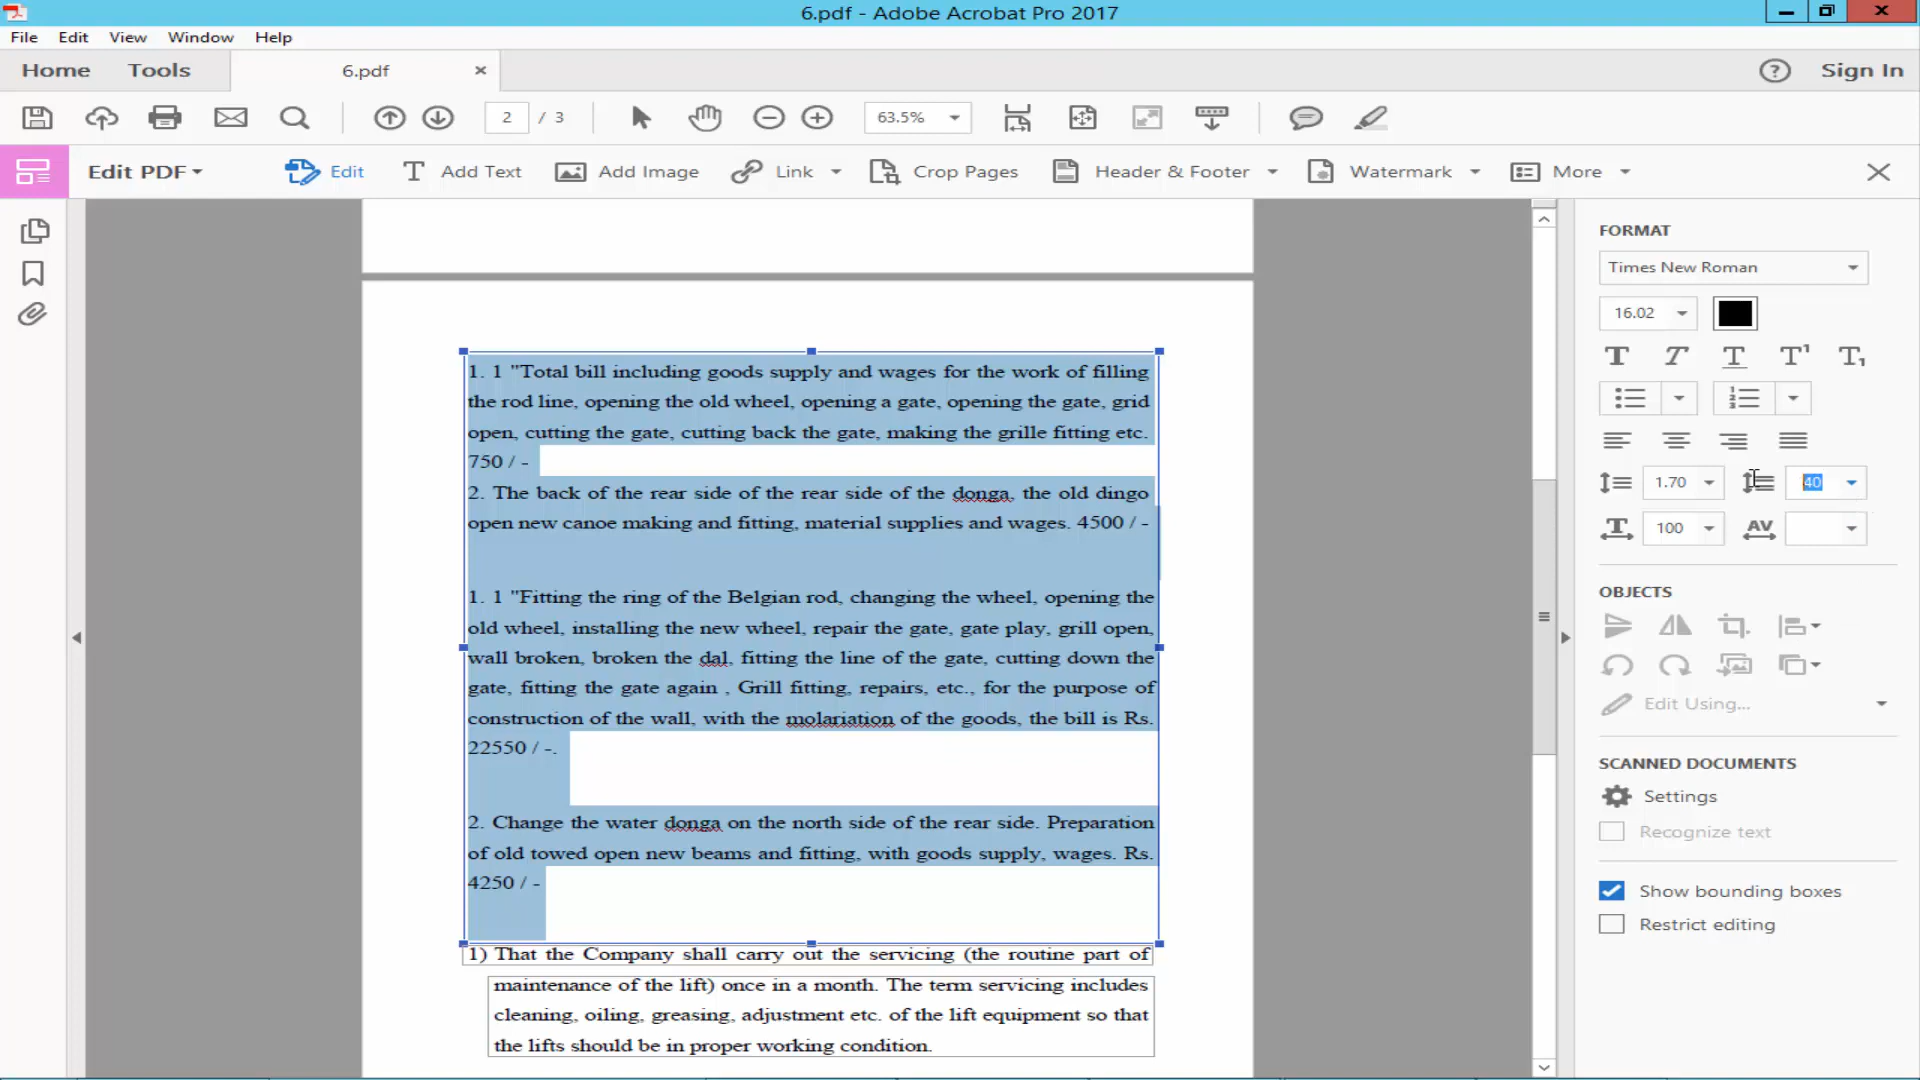 6.pdf - Adobe Acrobat Pro 2017
File Edit View Window Help
Home Tools 6.pdf × ? Sign In
2 / 3 63.5%
Edit PDF Edit Add Text Add Image Link Crop Pages Header & Footer Watermark More
1. 1 "Total bill including goods supply and wages for the work of filling
the rod line, opening the old wheel, opening a gate, opening the gate, grid
open, cutting the gate, cutting back the gate, making the grille fitting etc.
750 / -
2. The back of the rear side of the rear side of the donga, the old dingo
open new canoe making and fitting, material supplies and wages. 4500 / -
1. 1 "Fitting the ring of the Belgian rod, changing the wheel, opening the
old wheel, installing the new wheel, repair the gate, gate play, grill open,
wall broken, broken the dal, fitting the line of the gate, cutting down the
gate, fitting the gate again , Grill fitting, repairs, etc., for the purpose of
construction of the wall, with the molariation of the goods, the bill is Rs.
22550 / -.
2. Change the water donga on the north side of the rear side. Preparation
of old towed open new beams and fitting, with goods supply, wages. Rs.
4250 / -
1) That the Company shall carry out the servicing (the routine part of
maintenance of the lift) once in a month. The term servicing includes
cleaning, oiling, greasing, adjustment etc. of the lift equipment so that
the lifts should be in proper working condition.
FORMAT
Times New Roman
16.02
T T T T¹ T₁
1.70 40
T 100 AV
OBJECTS
Edit Using...
SCANNED DOCUMENTS
Settings
Recognize text
Show bounding boxes
Restrict editing